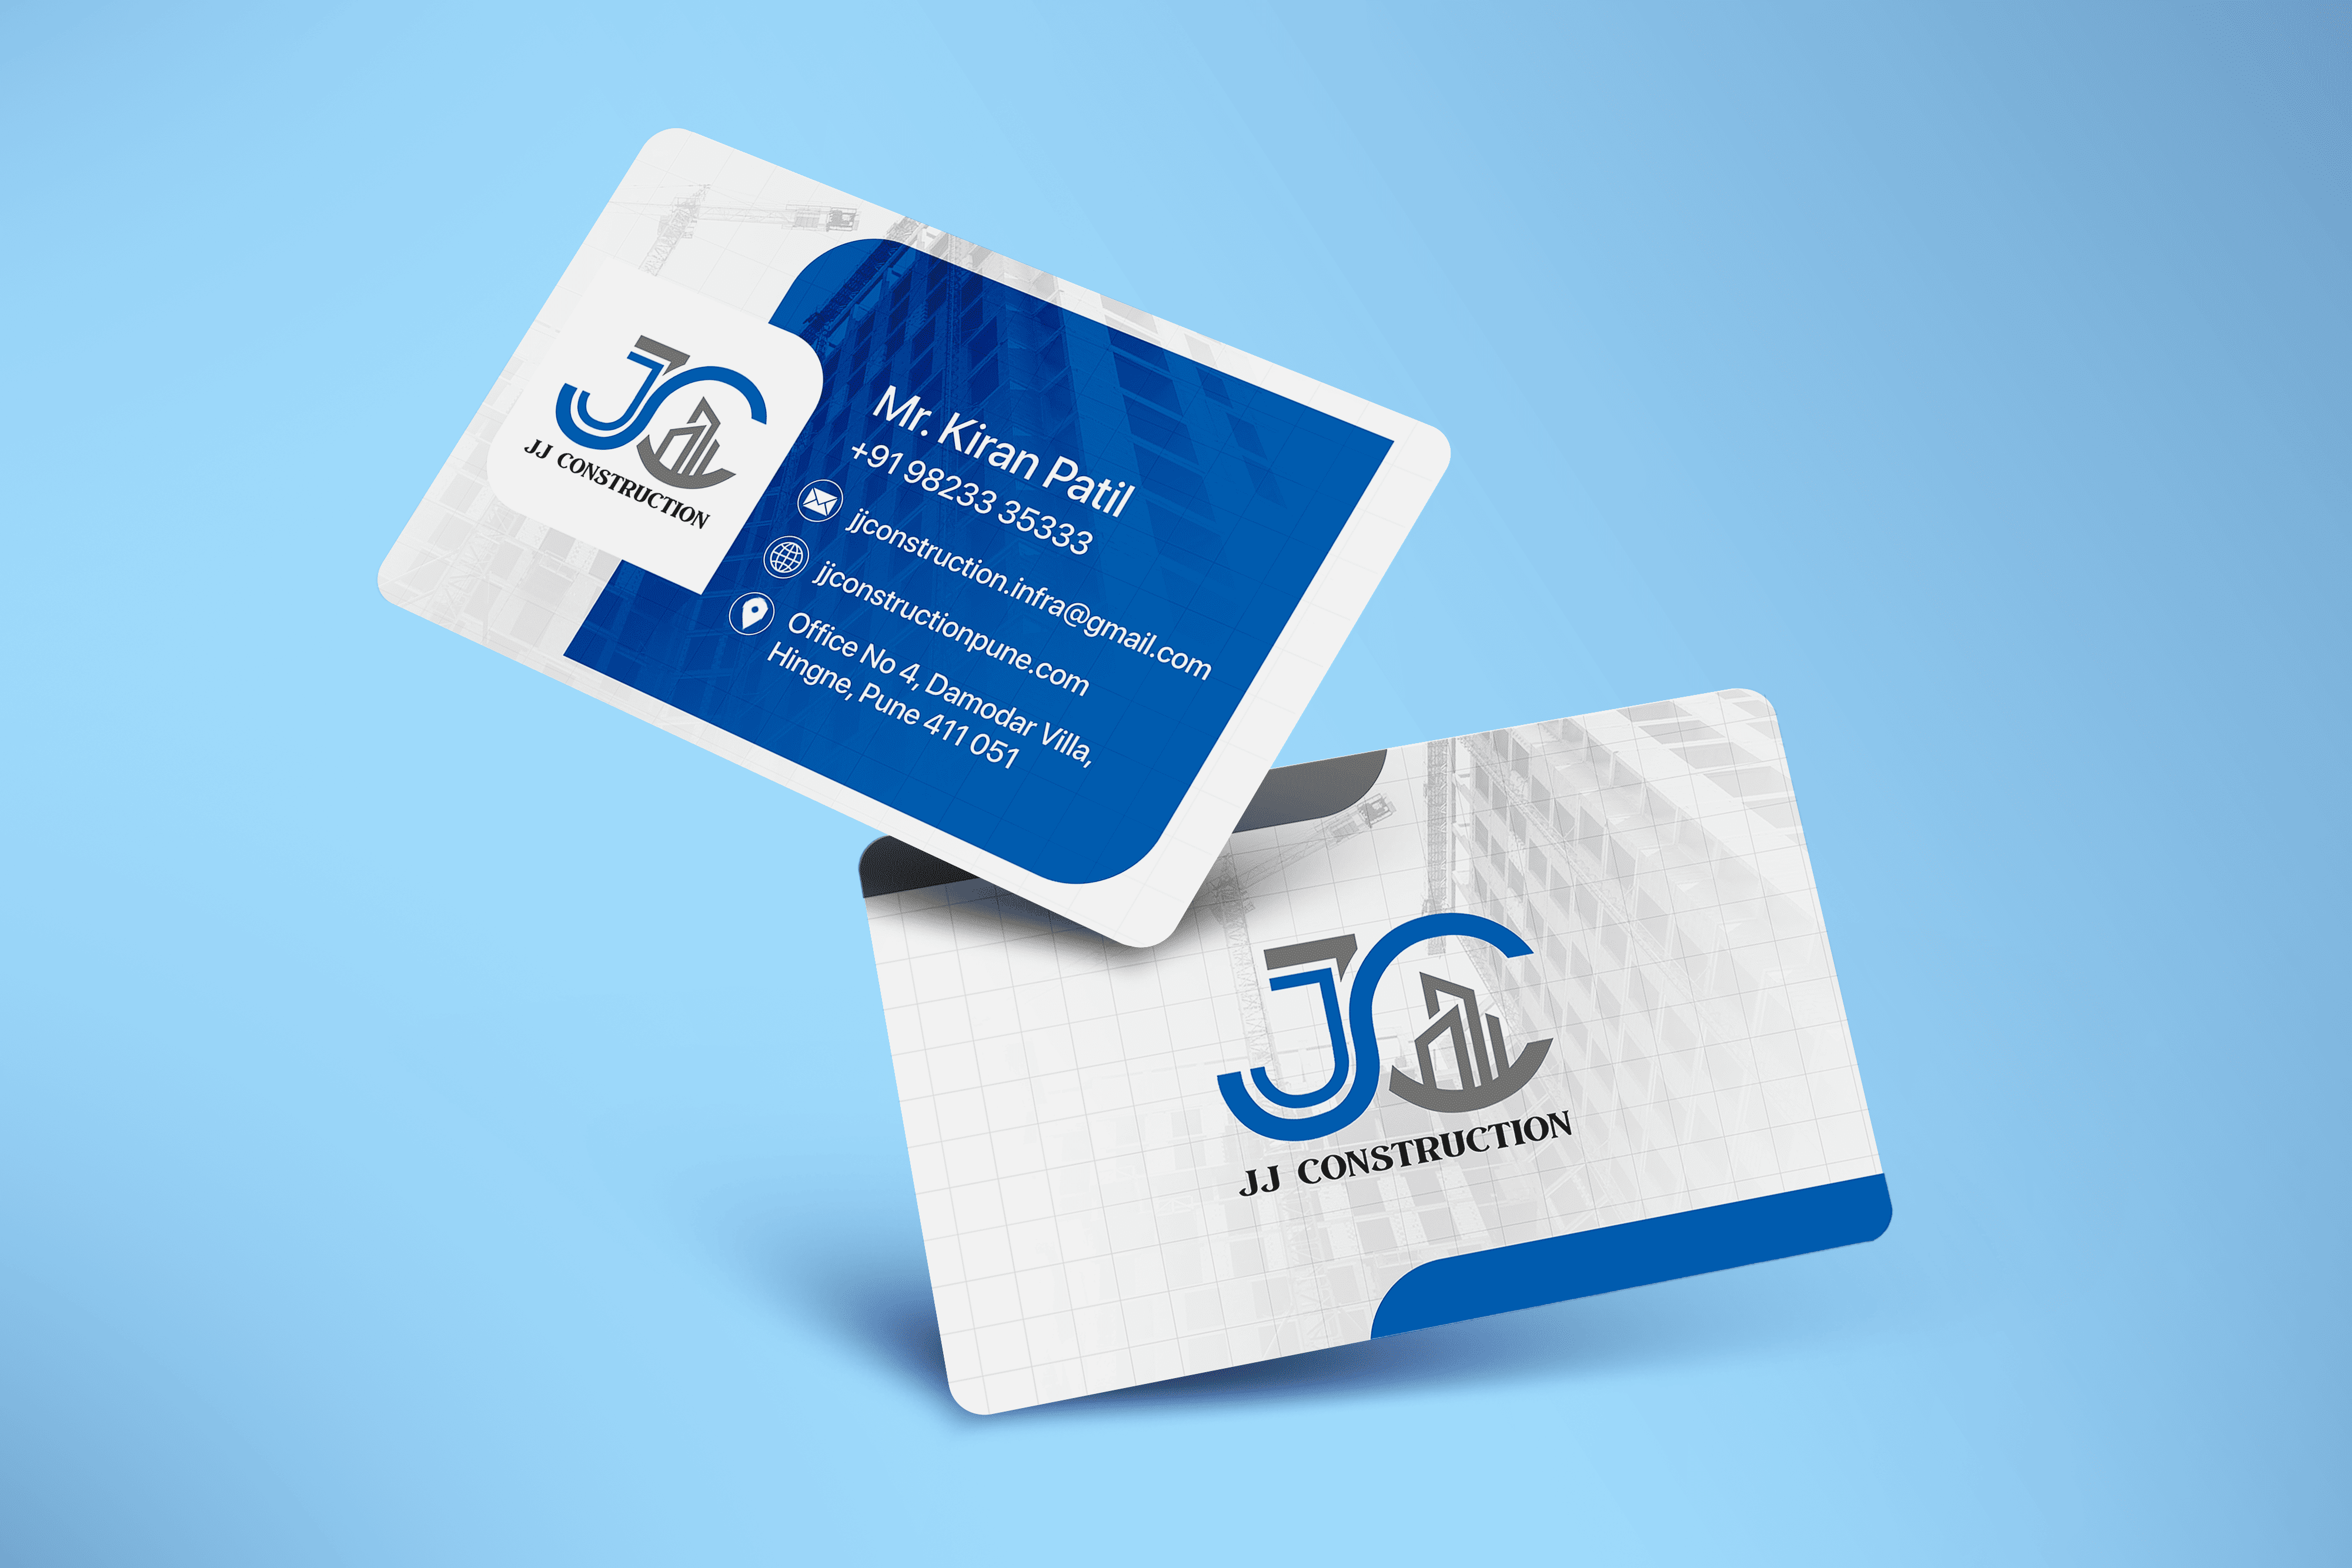 JJ CONSTRUCTION
Mr. Kiran Patil
+91 98233 35333
jjconstruction.infra@gmail.com
jjconstructionpune.com
Office No 4, Damodar Villa,
Hingne, Pune 411 051
JJ CONSTRUCTION